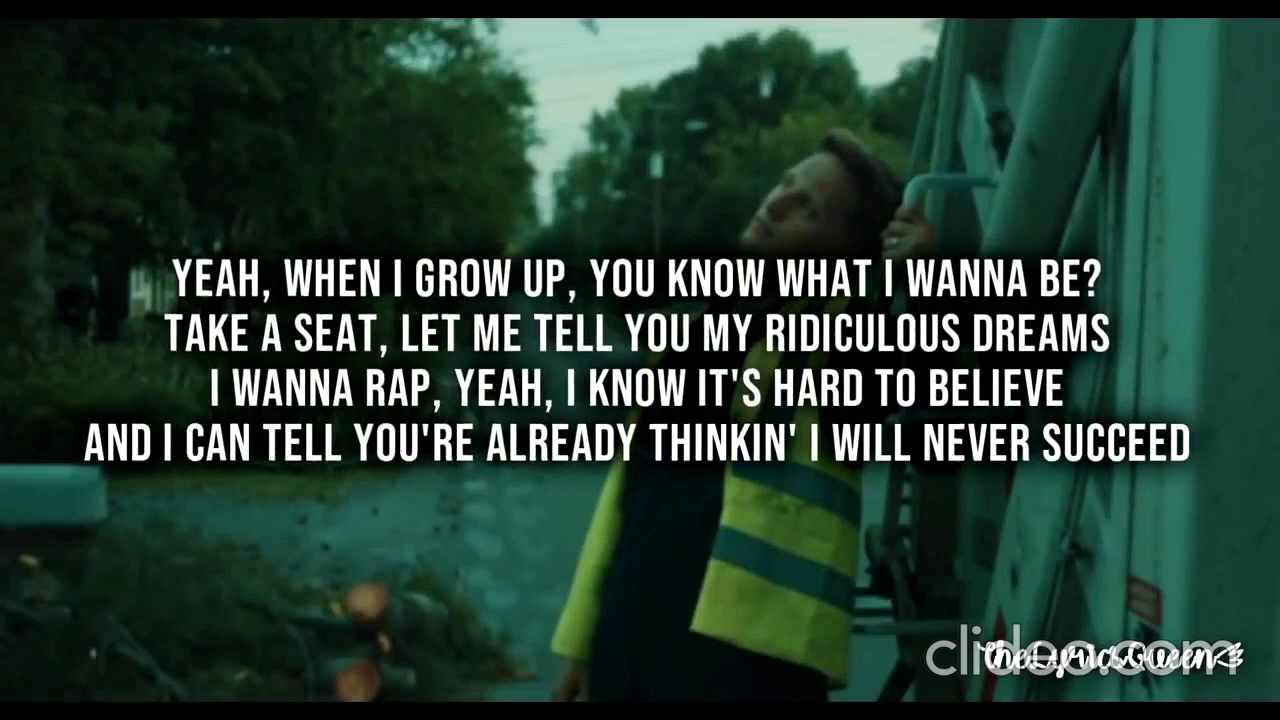 YEAH, WHEN I GROW UP, YOU KNOW WHAT I WANNA BE?
TAKE A SEAT, LET ME TELL YOU MY RIDICULOUS DREAMS
I WANNA RAP, YEAH, I KNOW IT'S HARD TO BELIEVE
AND I CAN TELL YOU'RE ALREADY THINKIN' I WILL NEVER SUCCEED
clideo.com
TheLyricsQueen